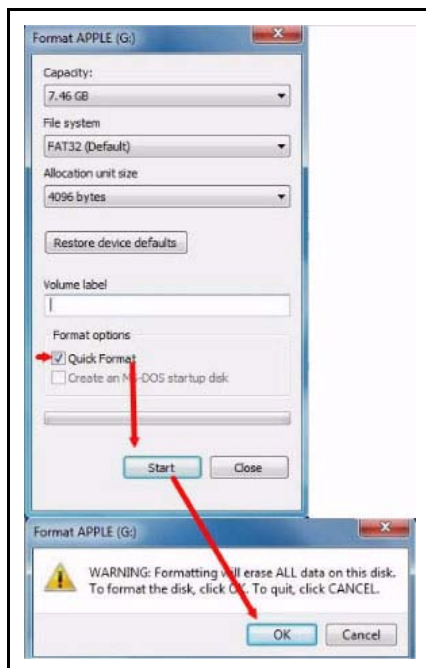 Format APPLE (G:)
Capacity:
7.46 GB
File system
FAT32 (Default)
Allocation unit size
4096 bytes
Restore device defaults
Volume label
Format options
Quick Format
Create an MS-DOS startup disk
Start Close
Format APPLE (G:)
WARNING: Formatting will erase ALL data on this disk.
To format the disk, click OK. To quit, click CANCEL.
OK Cancel